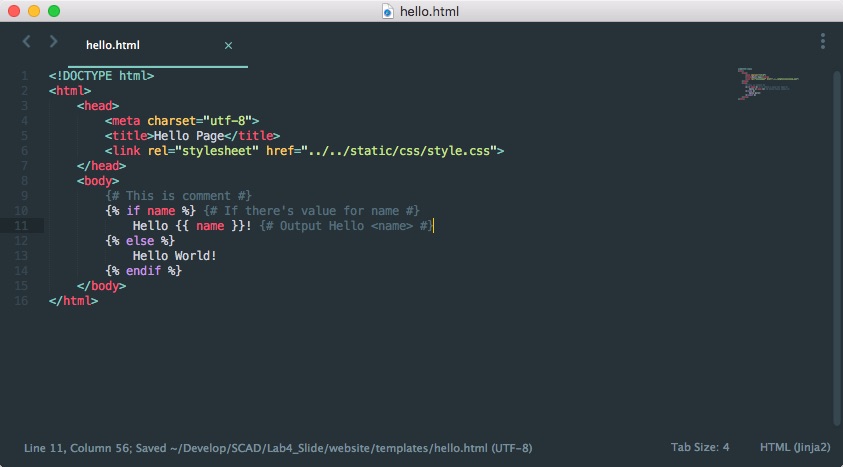 hello.html
hello.html ×
1 <!DOCTYPE html>
2 <html>
3     <head>
4         <meta charset="utf-8">
5         <title>Hello Page</title>
6         <link rel="stylesheet" href="../../static/css/style.css">
7     </head>
8     <body>
9         {# This is comment #}
10         {% if name %} {# If there's value for name #}
11             Hello {{ name }}! {# Output Hello <name> #}
12         {% else %}
13             Hello World!
14         {% endif %}
15     </body>
16 </html>
Line 11, Column 56; Saved ~/Develop/SCAD/Lab4_Slide/website/templates/hello.html (UTF-8) Tab Size: 4 HTML (Jinja2)